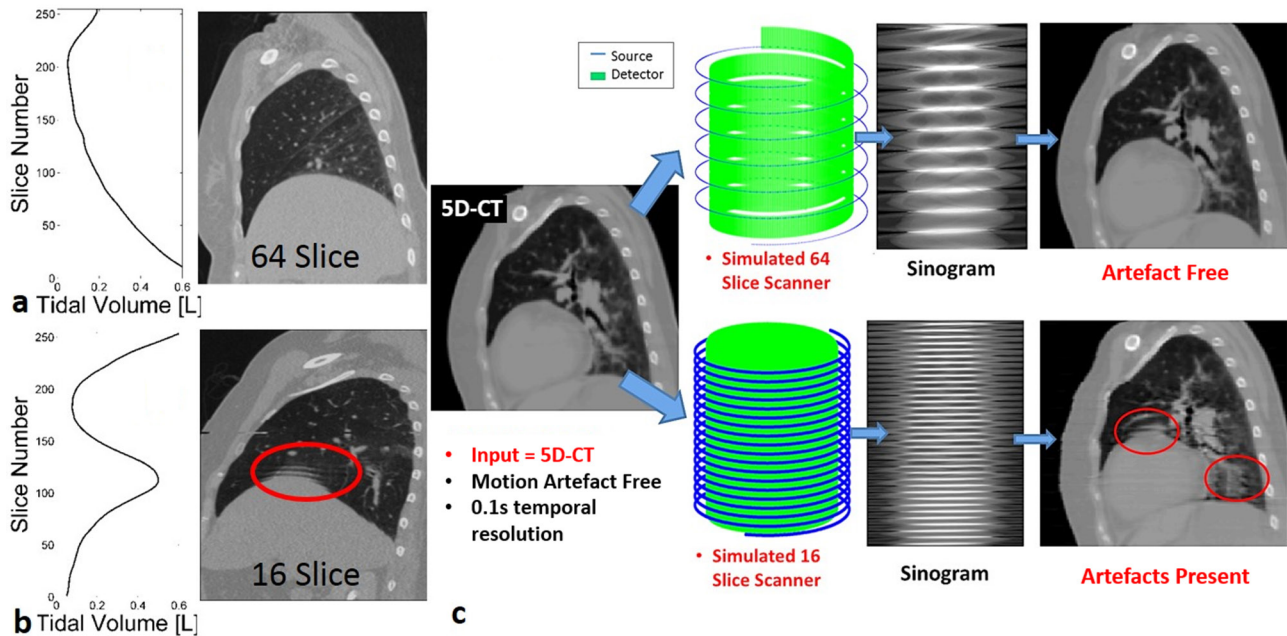 a
Slice Number
250
200
150
100
50
0
0
0.2
0.4
0.6
Tidal Volume [L]
64 Slice
b
Slice Number
250
200
150
100
50
0
0
0.2
0.4
0.6
Tidal Volume [L]
16 Slice
c
5D-CT
• Input = 5D-CT
• Motion Artefact Free
• 0.1s temporal
resolution
Source
Detector
• Simulated 64
Slice Scanner
Sinogram
Artefact Free
• Simulated 16
Slice Scanner
Sinogram
Artefacts Present